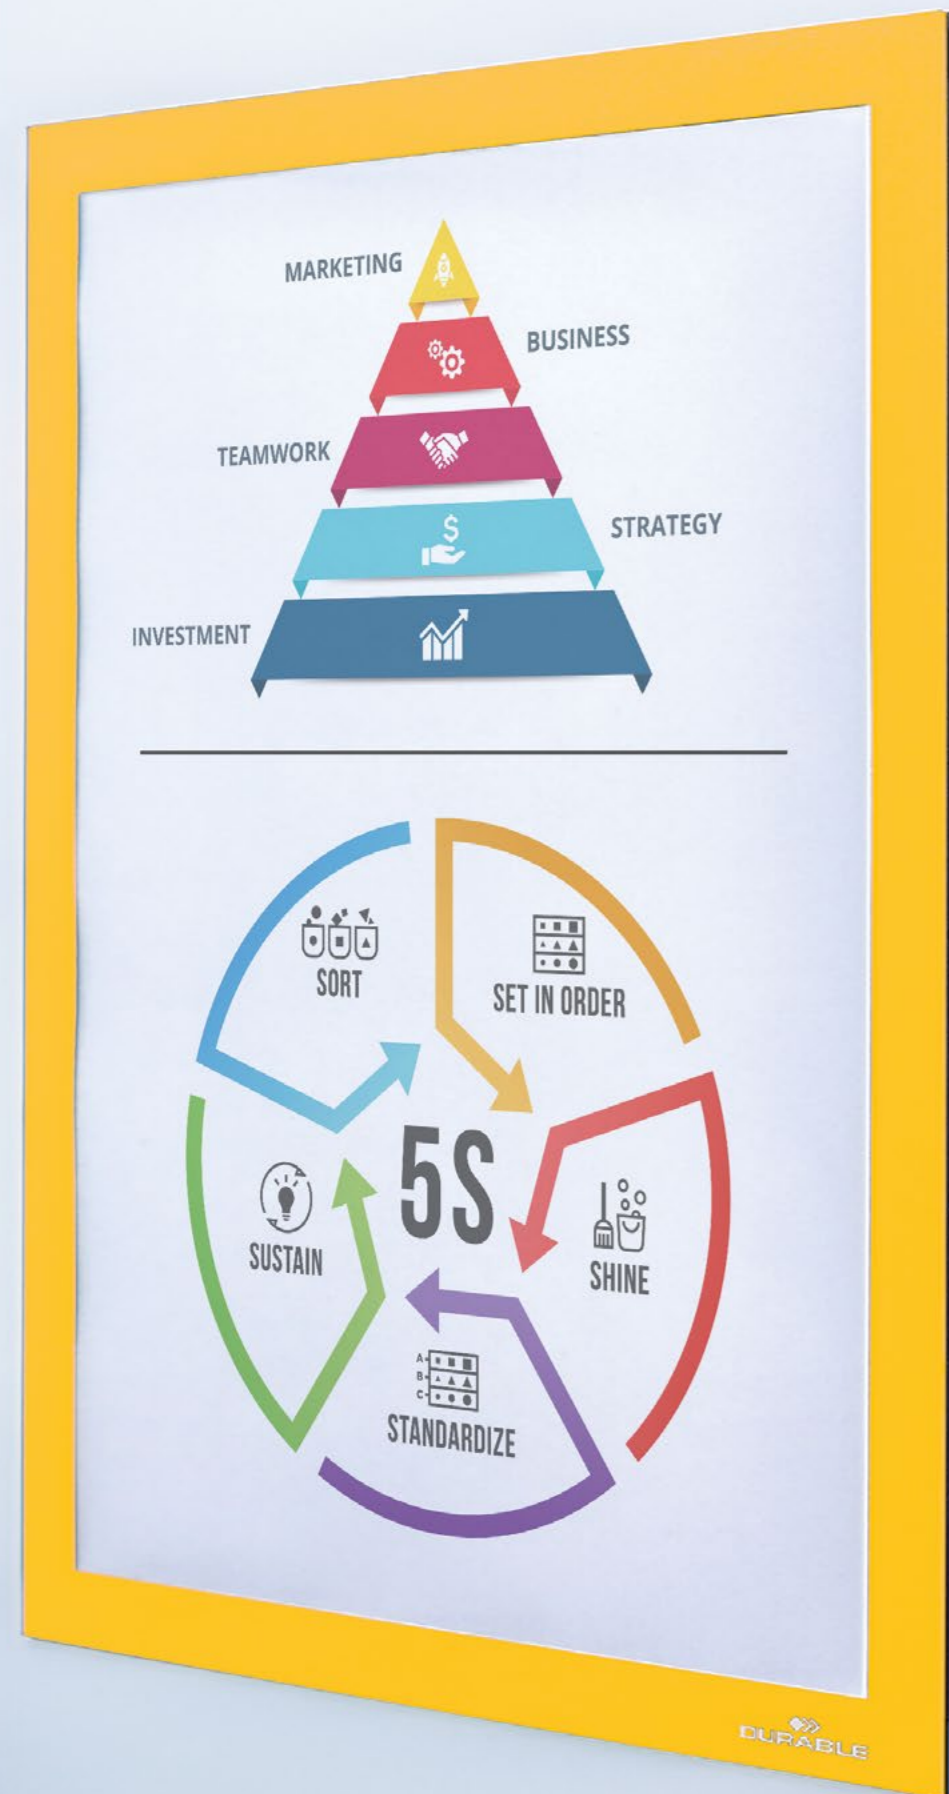 MARKETING
BUSINESS
TEAMWORK
STRATEGY
$
INVESTMENT
SORT
SET IN ORDER
5S
SUSTAIN
SHINE
A
B
C
STANDARDIZE
DURABLE